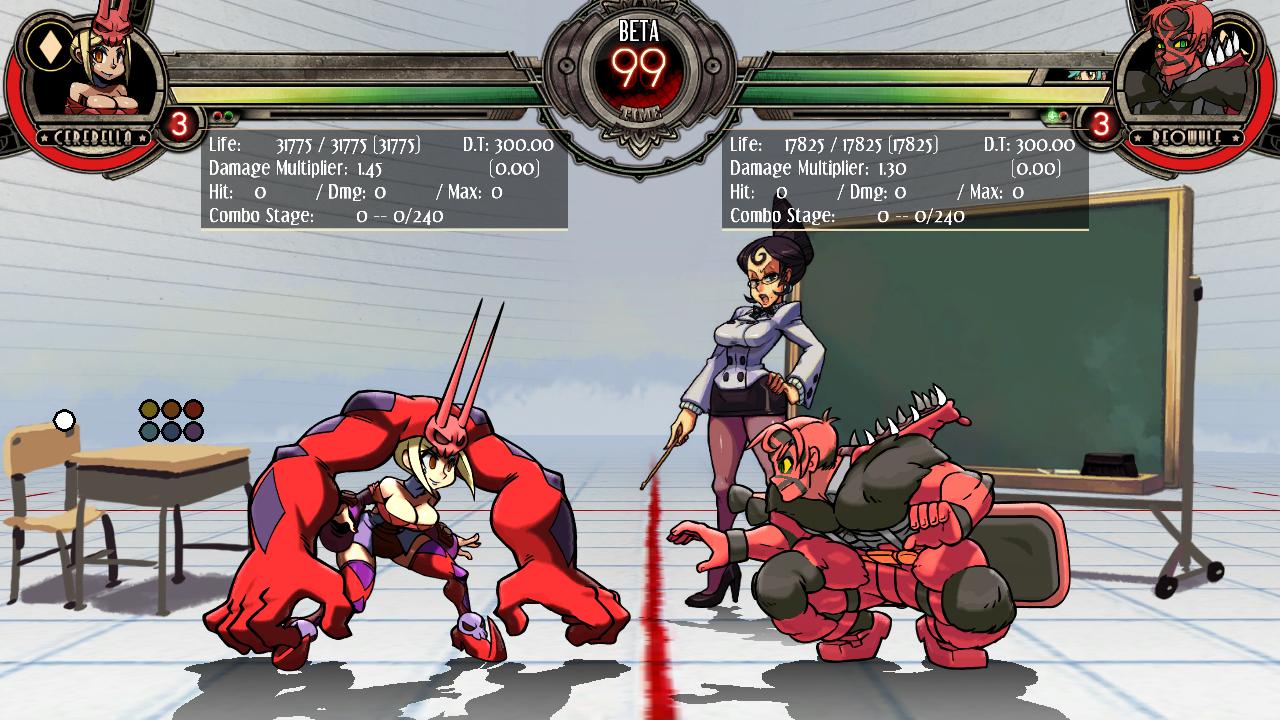 BETA
99
TIME
CEREBELLA
BEOWULF
3
3
Life: 31775 / 31775 [31775] D.T: 300.00
Damage Multiplier: 1.45 [0.00]
Hit: 0 / Dmg: 0 / Max: 0
Combo Stage: 0 -- 0/240
Life: 17825 / 17825 [17825] D.T: 300.00
Damage Multiplier: 1.30 [0.00]
Hit: 0 / Dmg: 0 / Max: 0
Combo Stage: 0 -- 0/240